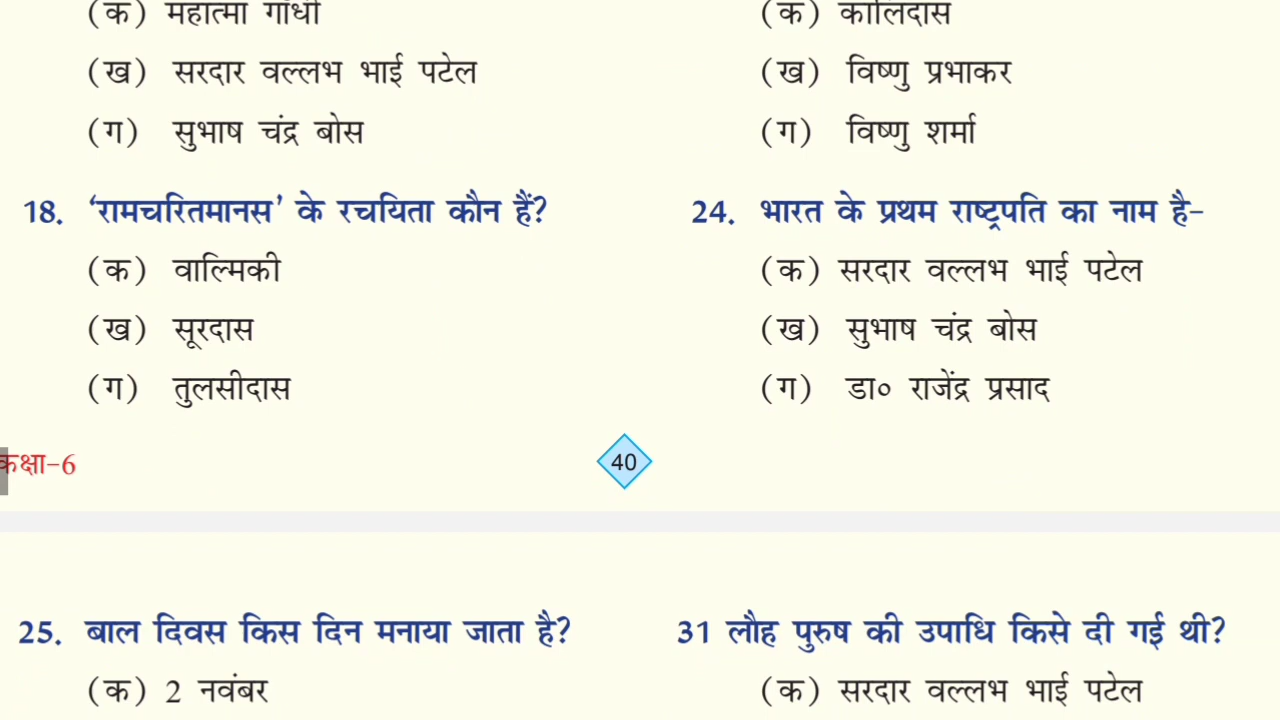 (क) महात्मा गाँधी
(ख) सरदार वल्लभ भाई पटेल
(ग) सुभाष चंद्र बोस
18. ‘रामचरितमानस’ के रचयिता कौन हैं?
(क) वाल्मिकी
(ख) सूरदास
(ग) तुलसीदास
(क) कालिदास
(ख) विष्णु प्रभाकर
(ग) विष्णु शर्मा
24. भारत के प्रथम राष्ट्रपति का नाम है-
(क) सरदार वल्लभ भाई पटेल
(ख) सुभाष चंद्र बोस
(ग) डा० राजेंद्र प्रसाद
कक्षा-6
40
25. बाल दिवस किस दिन मनाया जाता है?
(क) 2 नवंबर
31 लौह पुरुष की उपाधि किसे दी गई थी?
(क) सरदार वल्लभ भाई पटेल